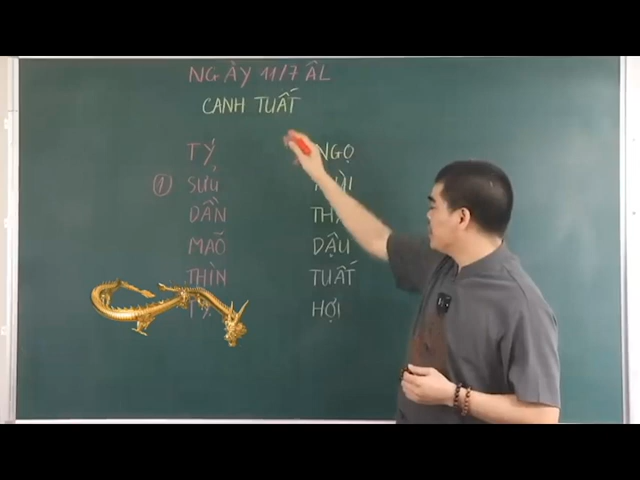 NGÀY 11/7 ÂL
CANH TUẤT
TÝ NGỌ
① SỬU
DẦN
MÃO DẬU
THÌN TUẤT
HỢI